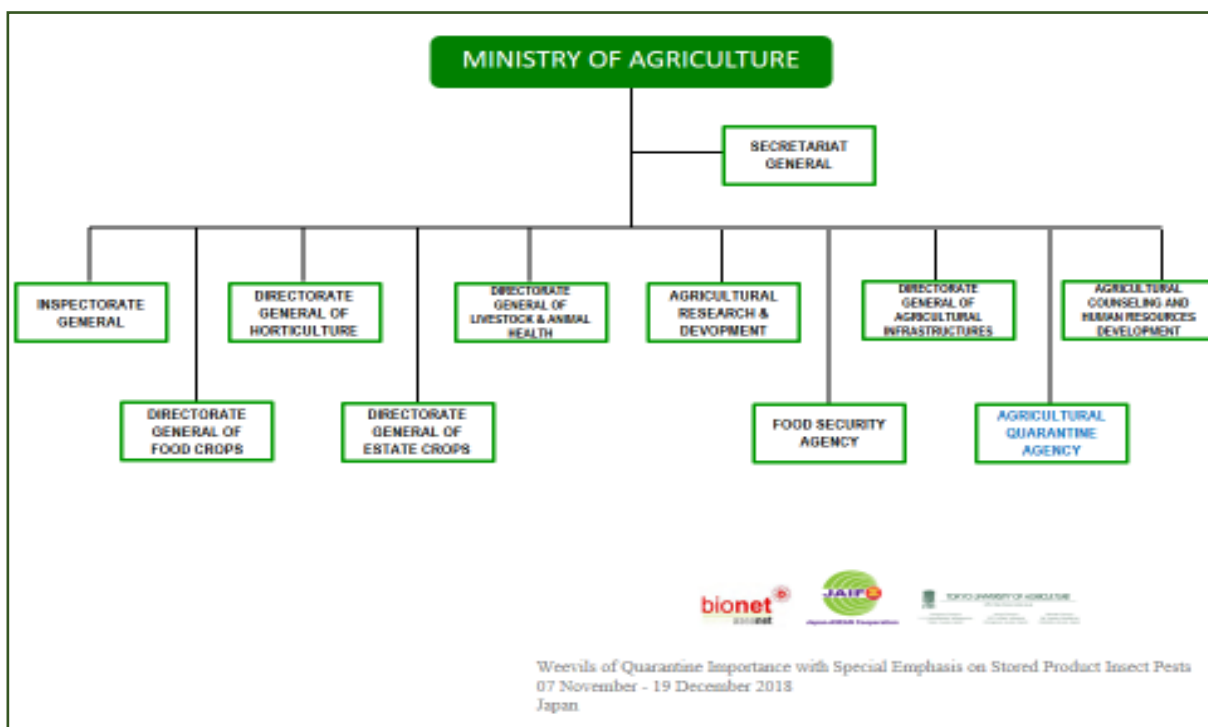 MINISTRY OF AGRICULTURE
SECRETARIAT
GENERAL
INSPECTORATE
GENERAL
DIRECTORATE
GENERAL OF
HORTICULTURE
DIRECTORATE
GENERAL OF
LIVESTOCK & ANIMAL
HEALTH
AGRICULTURAL
RESEARCH &
DEVOPMENT
DIRECTORATE
GENERAL OF
AGRICULTURAL
INFRASTRUCTURES
AGRICULTURAL
COUNSELING AND
HUMAN RESOURCES
DEVELOPMENT
DIRECTORATE
GENERAL OF
FOOD CROPS
DIRECTORATE
GENERAL OF
ESTATE CROPS
FOOD SECURITY
AGENCY
AGRICULTURAL
QUARANTINE
AGENCY
bionet
JAIF
Japan-ASEAN Cooperation
TOKYO UNIVERSITY OF AGRICULTURE
Weevils of Quarantine Importance with Special Emphasis on Stored Product Insect Pests
07 November - 19 December 2018
Japan